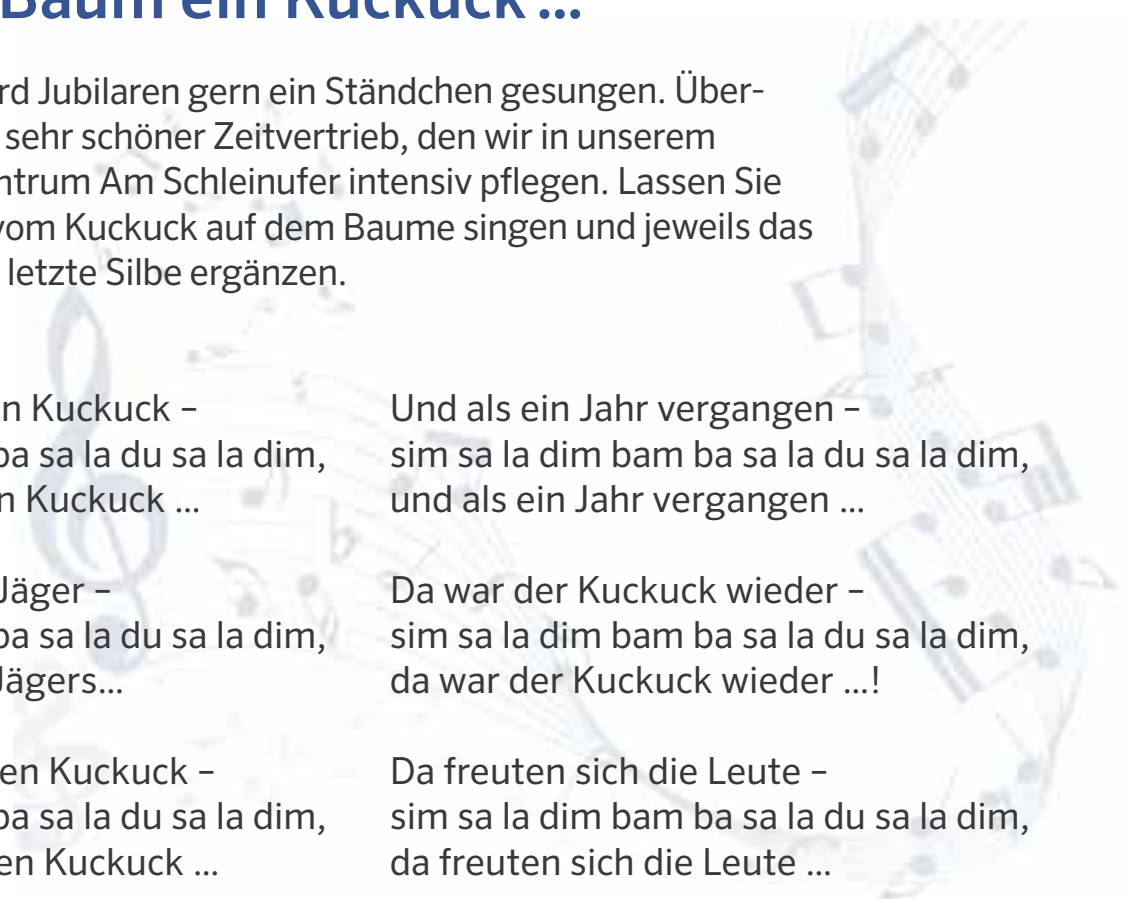 Baum ein Kuckuck ...
rd Jubilaren gern ein Ständchen gesungen. Über-
sehr schöner Zeitvertrieb, den wir in unserem
ntrum Am Schleinufer intensiv pflegen. Lassen Sie
vom Kuckuck auf dem Baume singen und jeweils das
letzte Silbe ergänzen.
n Kuckuck –
ba sa la du sa la dim,
n Kuckuck ...
Jäger –
ba sa la du sa la dim,
Jägers...
en Kuckuck –
ba sa la du sa la dim,
en Kuckuck ...
Und als ein Jahr vergangen –
sim sa la dim bam ba sa la du sa la dim,
und als ein Jahr vergangen ...
Da war der Kuckuck wieder –
sim sa la dim bam ba sa la du sa la dim,
da war der Kuckuck wieder ...!
Da freuten sich die Leute –
sim sa la dim bam ba sa la du sa la dim,
da freuten sich die Leute ...